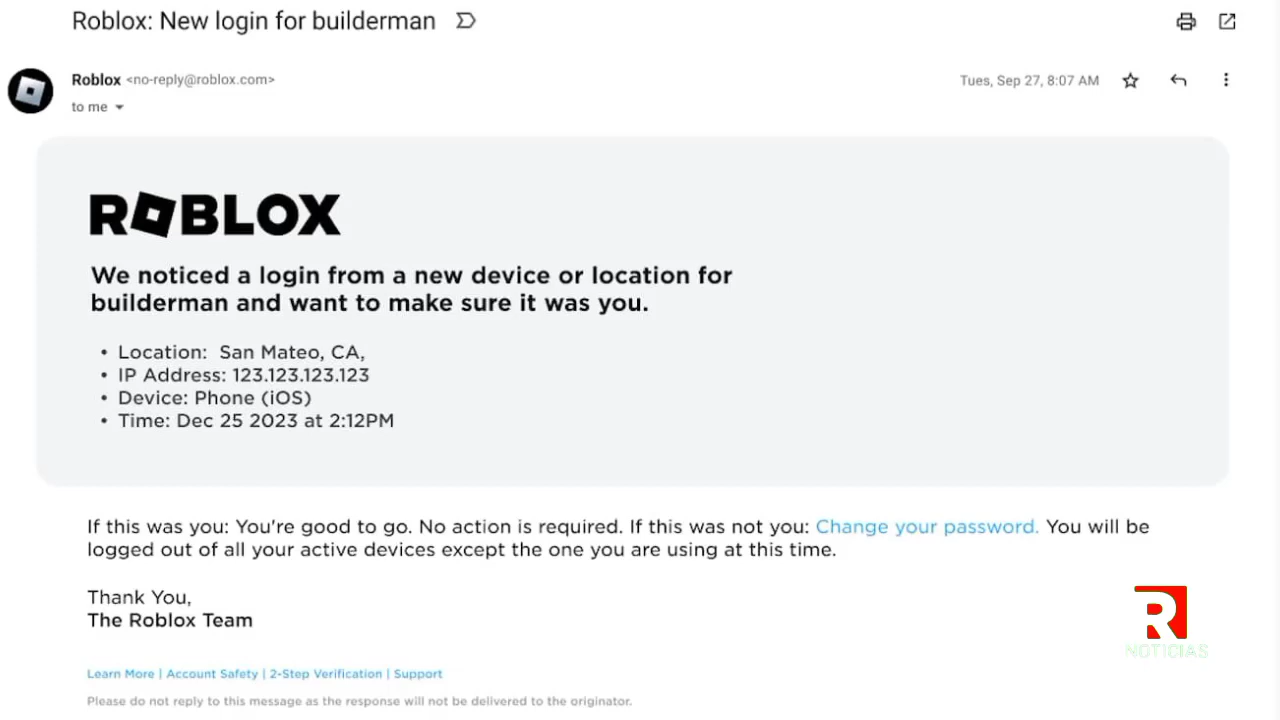 Roblox: New login for builderman
Roblox <no-reply@roblox.com>
Tues, Sep 27, 8:07 AM
to me
ROBLOX
We noticed a login from a new device or location for
builderman and want to make sure it was you.
• Location:  San Mateo, CA,
• IP Address: 123.123.123.123
• Device: Phone (iOS)
• Time: Dec 25 2023 at 2:12PM
If this was you: You're good to go. No action is required. If this was not you: Change your password. You will be
logged out of all your active devices except the one you are using at this time.
Thank You,
The Roblox Team
R
NOTICIAS
Learn More | Account Safety | 2-Step Verification | Support
Please do not reply to this message as the response will not be delivered to the originator.